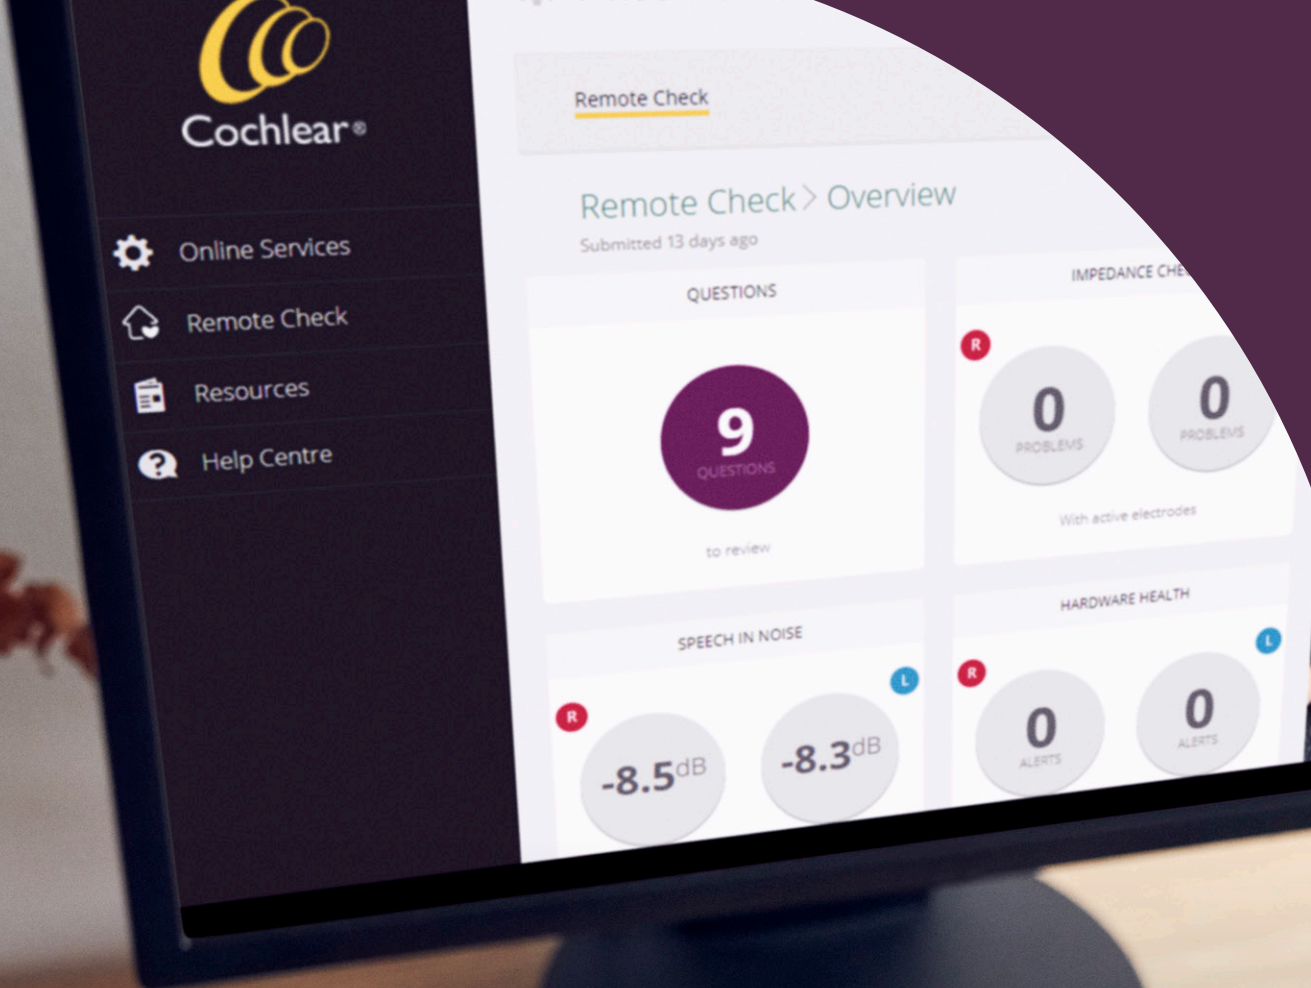 Cochlear®
Remote Check
Online Services
Remote Check
Resources
Help Centre
Remote Check > Overview
Submitted 13 days ago
QUESTIONS
9
QUESTIONS
to review
IMPEDANCE
R
0
PROBLEMS
0
PROBLEMS
With active electrodes
SPEECH IN NOISE
R
L
-8.5dB
-8.3dB
HARDWARE HEALTH
R
L
0
ALERTS
0
ALERTS